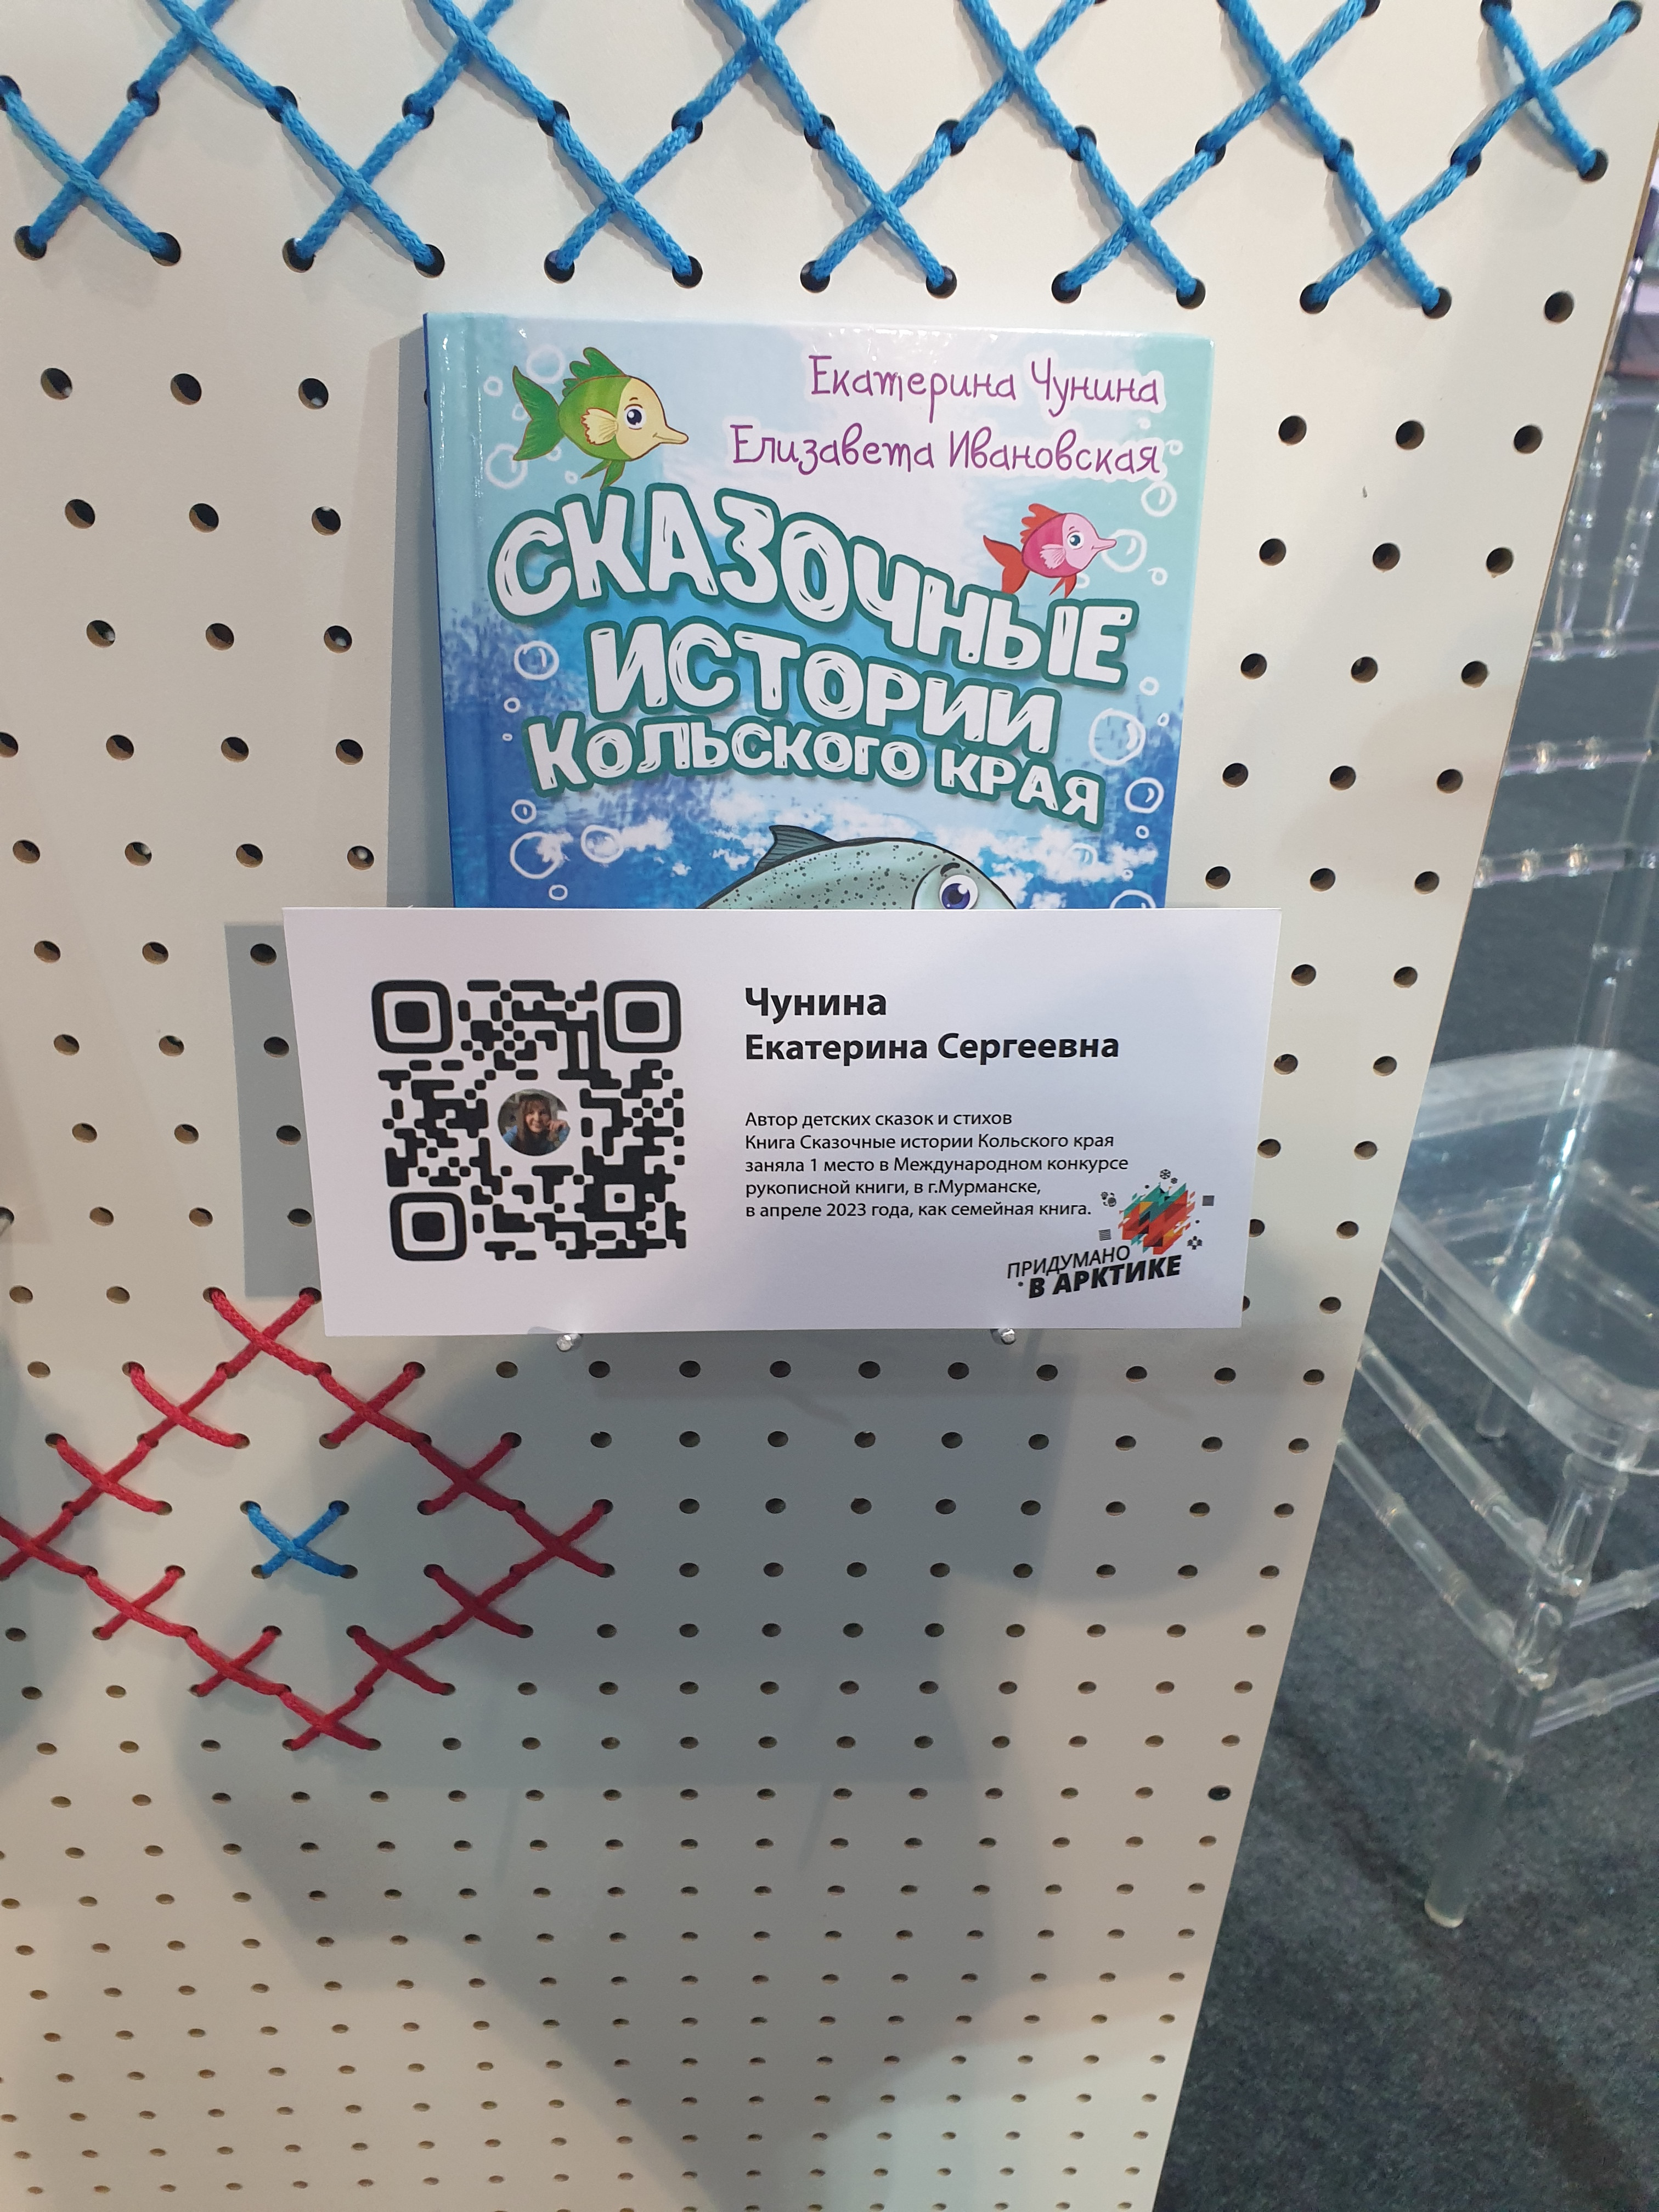 Екатерина Чунина
Елизавета Ивановская
СКАЗОЧНЫЕ
ИСТОРИИ
КОЛЬСКОГО КРАЯ
Чунина
Екатерина Сергеевна
Автор детских сказок и стихов
Книга Сказочные истории Кольского края
заняла 1 место в Международном конкурсе
рукописной книги, в г.Мурманске,
в апреле 2023 года, как семейная книга.
ПРИДУМАНО
В АРКТИКЕ